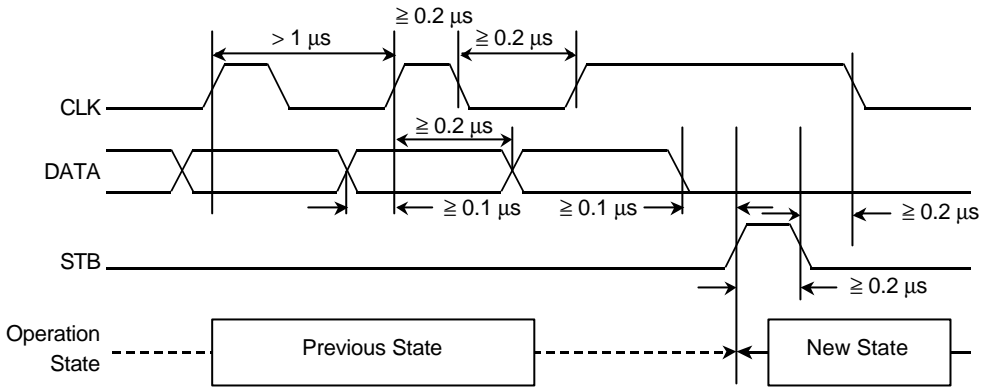 ≧ 0.2 μs
> 1 μs
≧ 0.2 μs
CLK
≧ 0.2 μs
DATA
≧ 0.1 μs
≧ 0.1 μs
≧ 0.2 μs
STB
≧ 0.2 μs
Operation
State
Previous State
New State